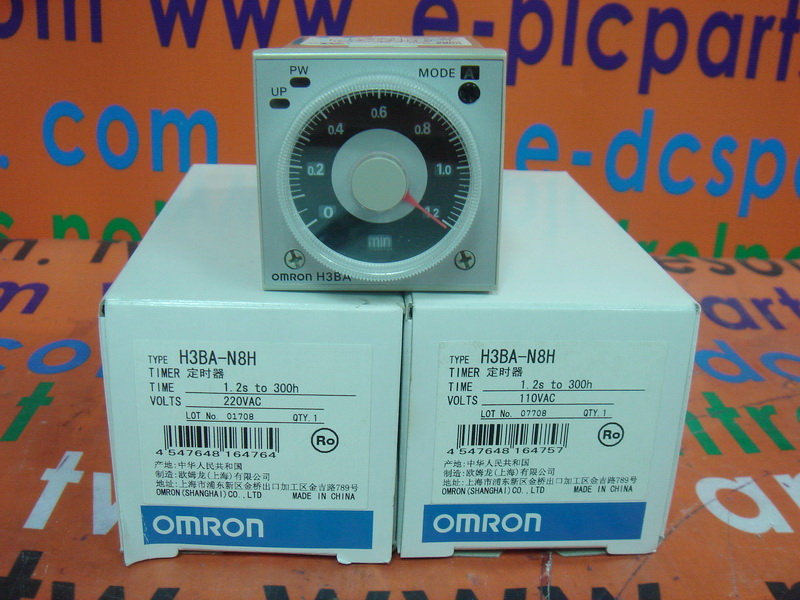 e-plcparts
.com
e-dcspa
PW
UP
MODE A
0 0.2 0.4 0.6 0.8 1.0 1.2
min
OMRON H3BA
TYPE H3BA-N8H
TIMER 定时器
TIME 1.2s to 300h
VOLTS 220VAC
LOT No. 01708 QTY. 1
4 547648 164764
Ro
产地: 中华人民共和国
制造: 欧姆龙(上海)有限公司
地址: 上海市浦东新区金桥出口加工区金吉路789号
OMRON(SHANGHAI)CO.,LTD MADE IN CHINA
OMRON
TYPE H3BA-N8H
TIMER 定时器
TIME 1.2s to 300h
VOLTS 110VAC
LOT No. 07708 QTY. 1
4 547648 164757
Ro
产地: 中华人民共和国
制造: 欧姆龙(上海)有限公司
地址: 上海市浦东新区金桥出口加工区金吉路789号
OMRON(SHANGHAI)CO.,LTD MADE IN CHINA
OMRON